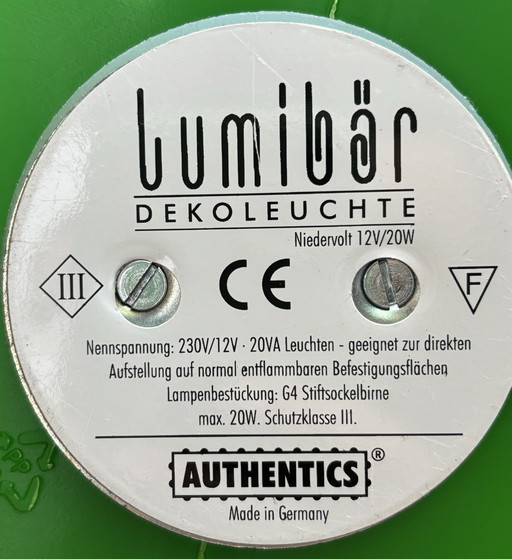 Lumibär
DEKOLEUCHTE
Niedervolt 12V/20W
III
CE
F
Nennspannung: 230V/12V · 20VA Leuchten - geeignet zur direkten
Aufstellung auf normal entflammbaren Befestigungsflächen
Lampenbestückung: G4 Stiftsockelbirne
max. 20W. Schutzklasse III.
AUTHENTICS®
Made in Germany